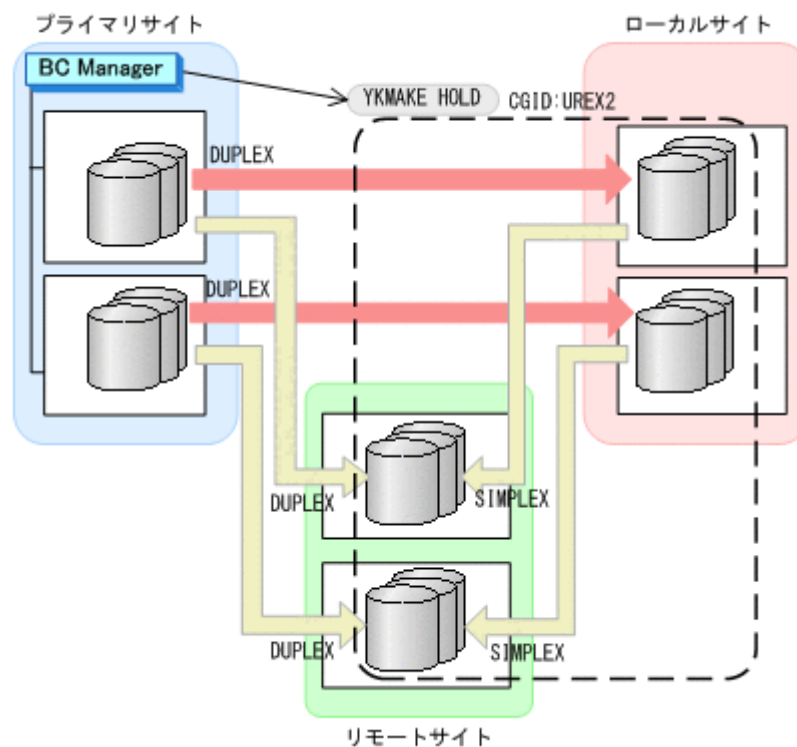 プライマリサイト
ローカルサイト
BC Manager
YKMAKE HOLD
CGID:UREX2
DUPLEX
DUPLEX
DUPLEX
SIMPLEX
DUPLEX
SIMPLEX
リモートサイト